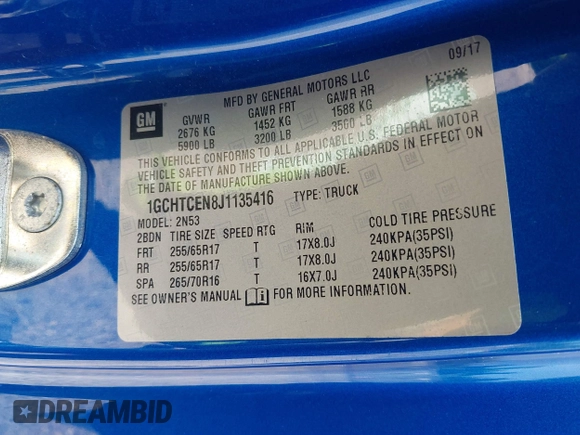 09/17
GM
MFD BY GENERAL MOTORS LLC
GVWR GAWR FRT GAWR RR
2676 KG 1452 KG 1588 KG
5900 LB 3200 LB 3500 LB
THIS VEHICLE CONFORMS TO ALL APPLICABLE U.S. FEDERAL MOTOR
VEHICLE SAFETY AND THEFT PREVENTION STANDARDS IN EFFECT ON
THE DATE OF MANUFACTURE SHOWN ABOVE.
1GCHTCEN8J1135416 TYPE: TRUCK
MODEL: 2N53
2BDN TIRE SIZE SPEED RTG RIM COLD TIRE PRESSURE
FRT 255/65R17 T 17X8.0J 240KPA(35PSI)
RR 255/65R17 T 17X8.0J 240KPA(35PSI)
SPA 265/70R16 T 16X7.0J 240KPA(35PSI)
SEE OWNER'S MANUAL FOR MORE INFORMATION.
DREAMBID